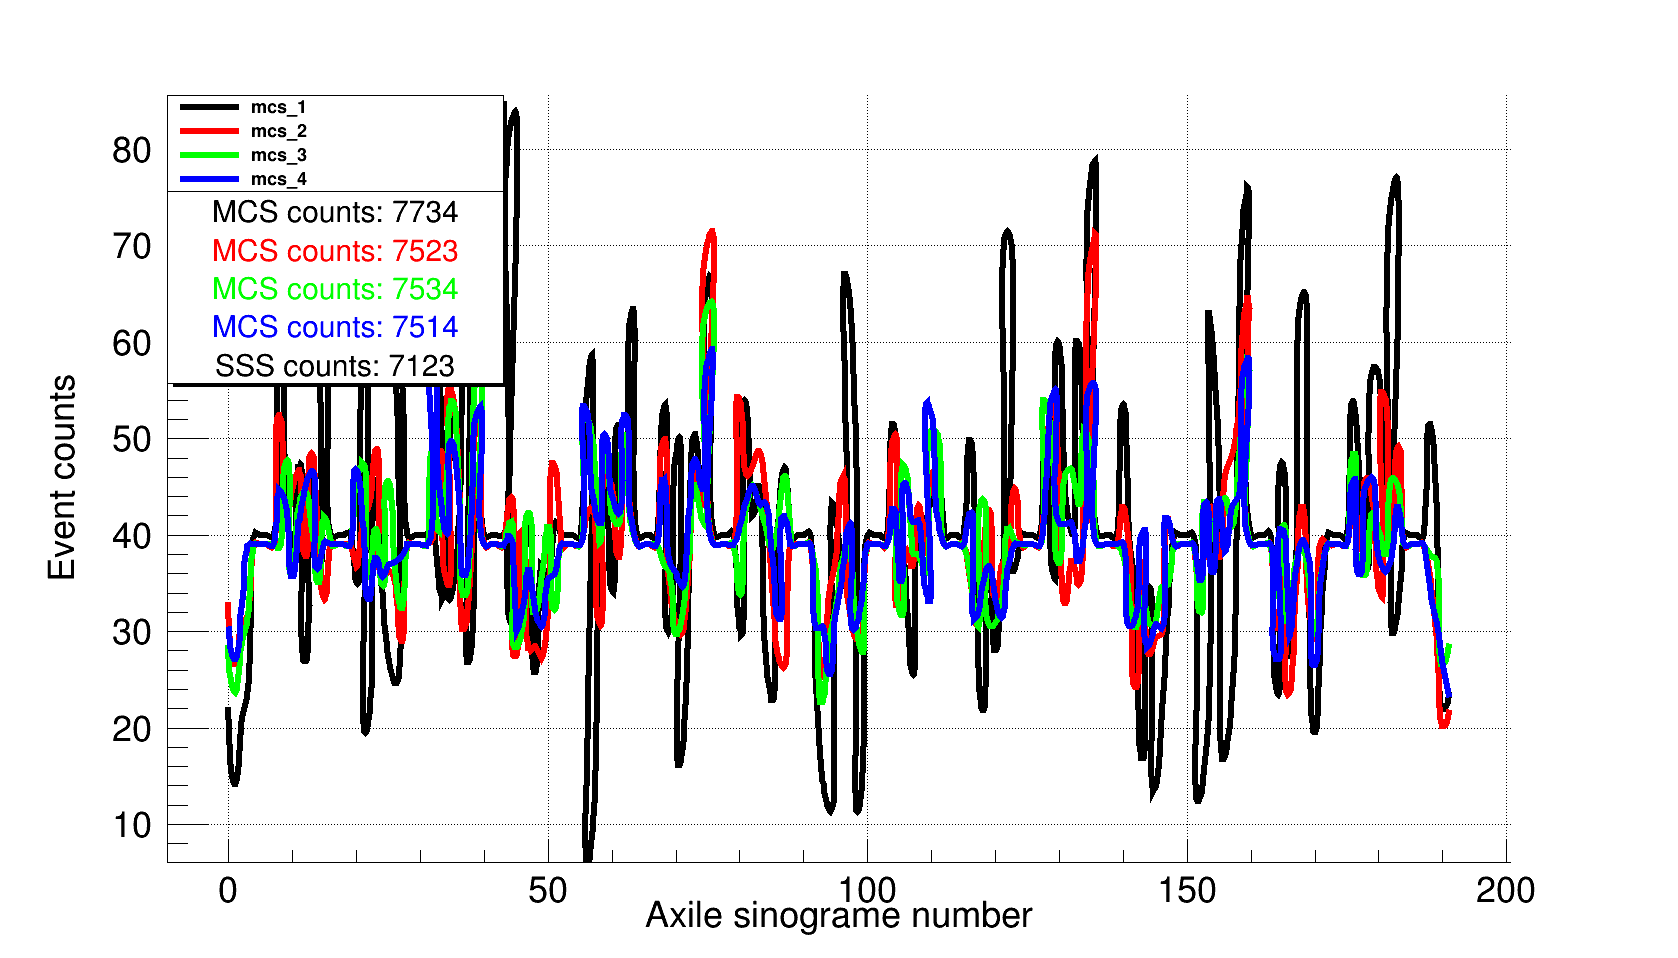 mcs_1
mcs_2
mcs_3
mcs_4
MCS counts: 7734
MCS counts: 7523
MCS counts: 7534
MCS counts: 7514
SSS counts: 7123
Event counts
80
70
60
50
40
30
20
10
0 50 100 150 200
Axile sinograme number